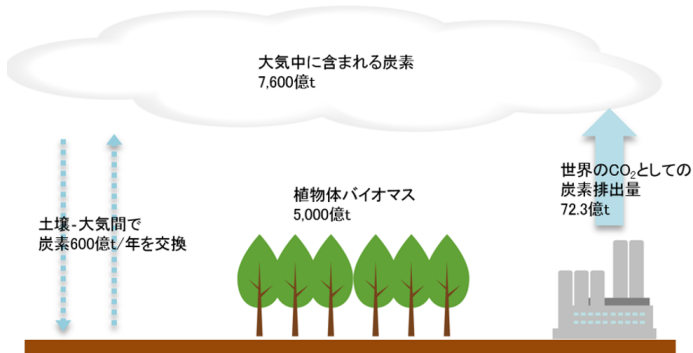 大気中に含まれる炭素
7,600億t
世界のCO₂としての
炭素排出量
72.3億t
植物体バイオマス
5,000億t
土壌-大気間で
炭素600億t/年を交換